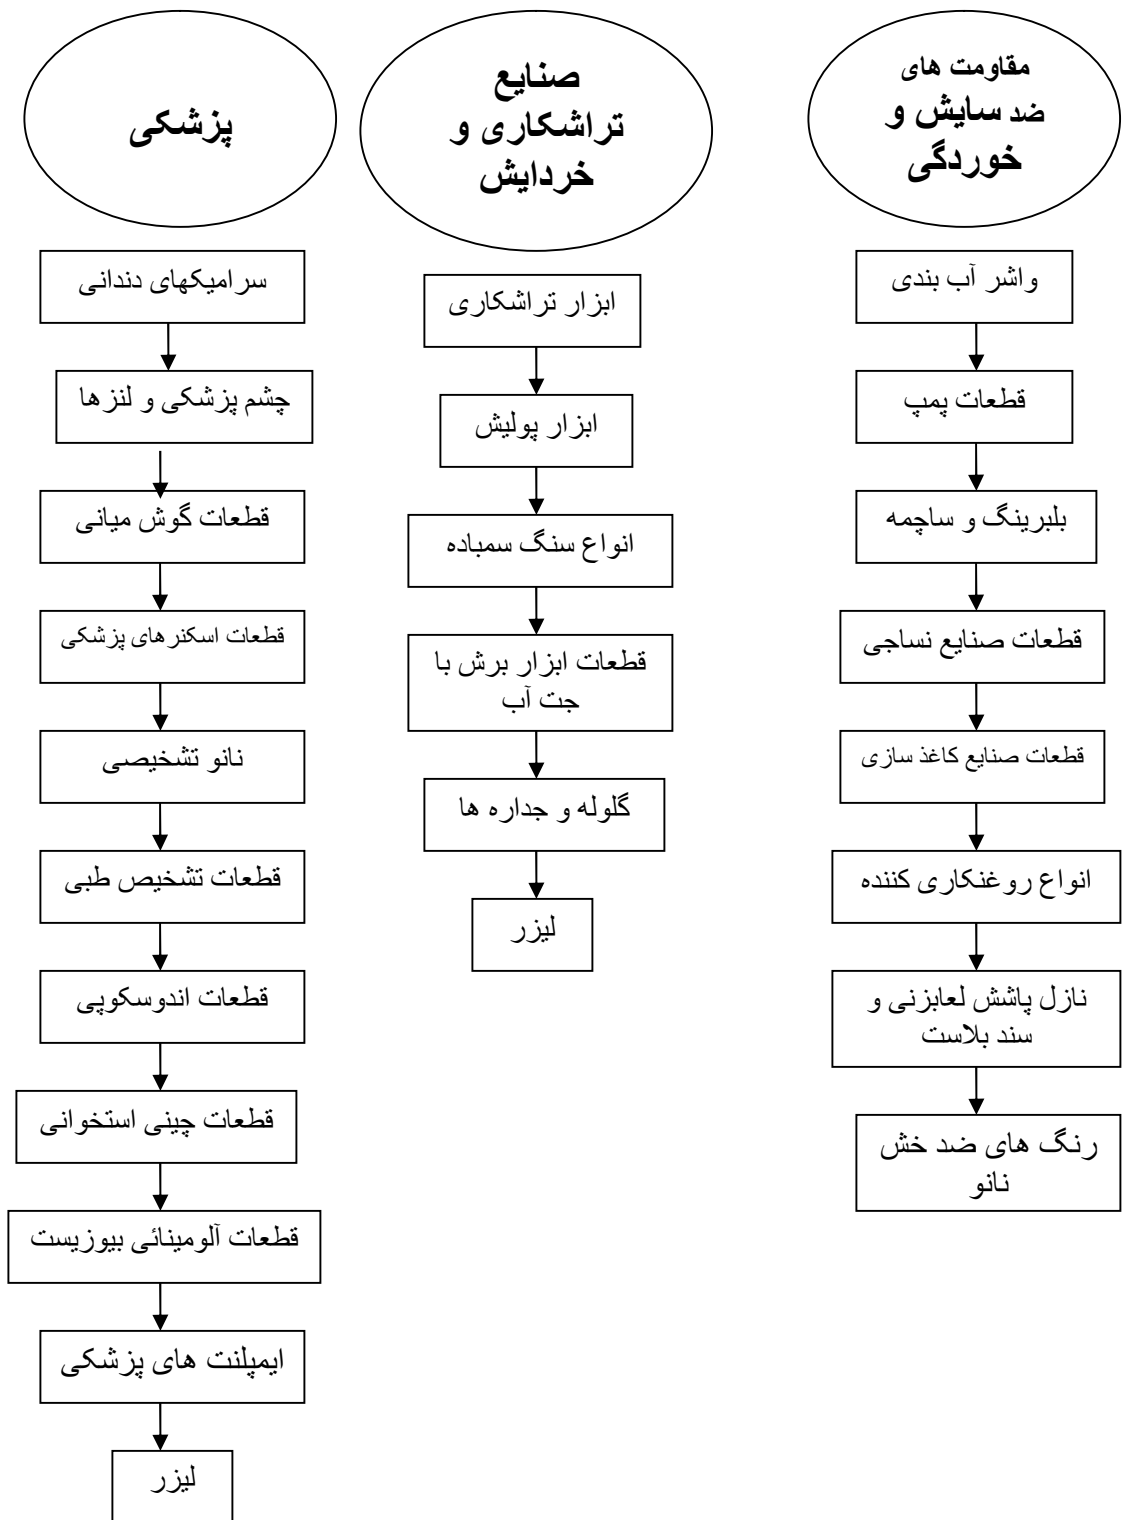 مقاومت های
ضد سایش و
خوردگی
واشر آب بندی
قطعات پمپ
بلبرینگ و ساچمه
قطعات صنایع نساجی
قطعات صنایع کاغذ سازی
انواع روغنکاری کننده
نازل پاشش لعابزنی و
سند بلاست
رنگ های ضد خش
نانو
صنایع
تراشکاری و
خردایش
ابزار تراشکاری
ابزار پولیش
انواع سنگ سمباده
قطعات ابزار برش با
جت آب
گلوله و جداره ها
لیزر
پزشکی
سرامیکهای دندانی
چشم پزشکی و لنزها
قطعات گوش میانی
قطعات اسکنرهای پزشکی
نانو تشخیصی
قطعات تشخیص طبی
قطعات اندوسکوپی
قطعات چینی استخوانی
قطعات آلومینائی بیوزیست
ایمپلنت های پزشکی
لیزر